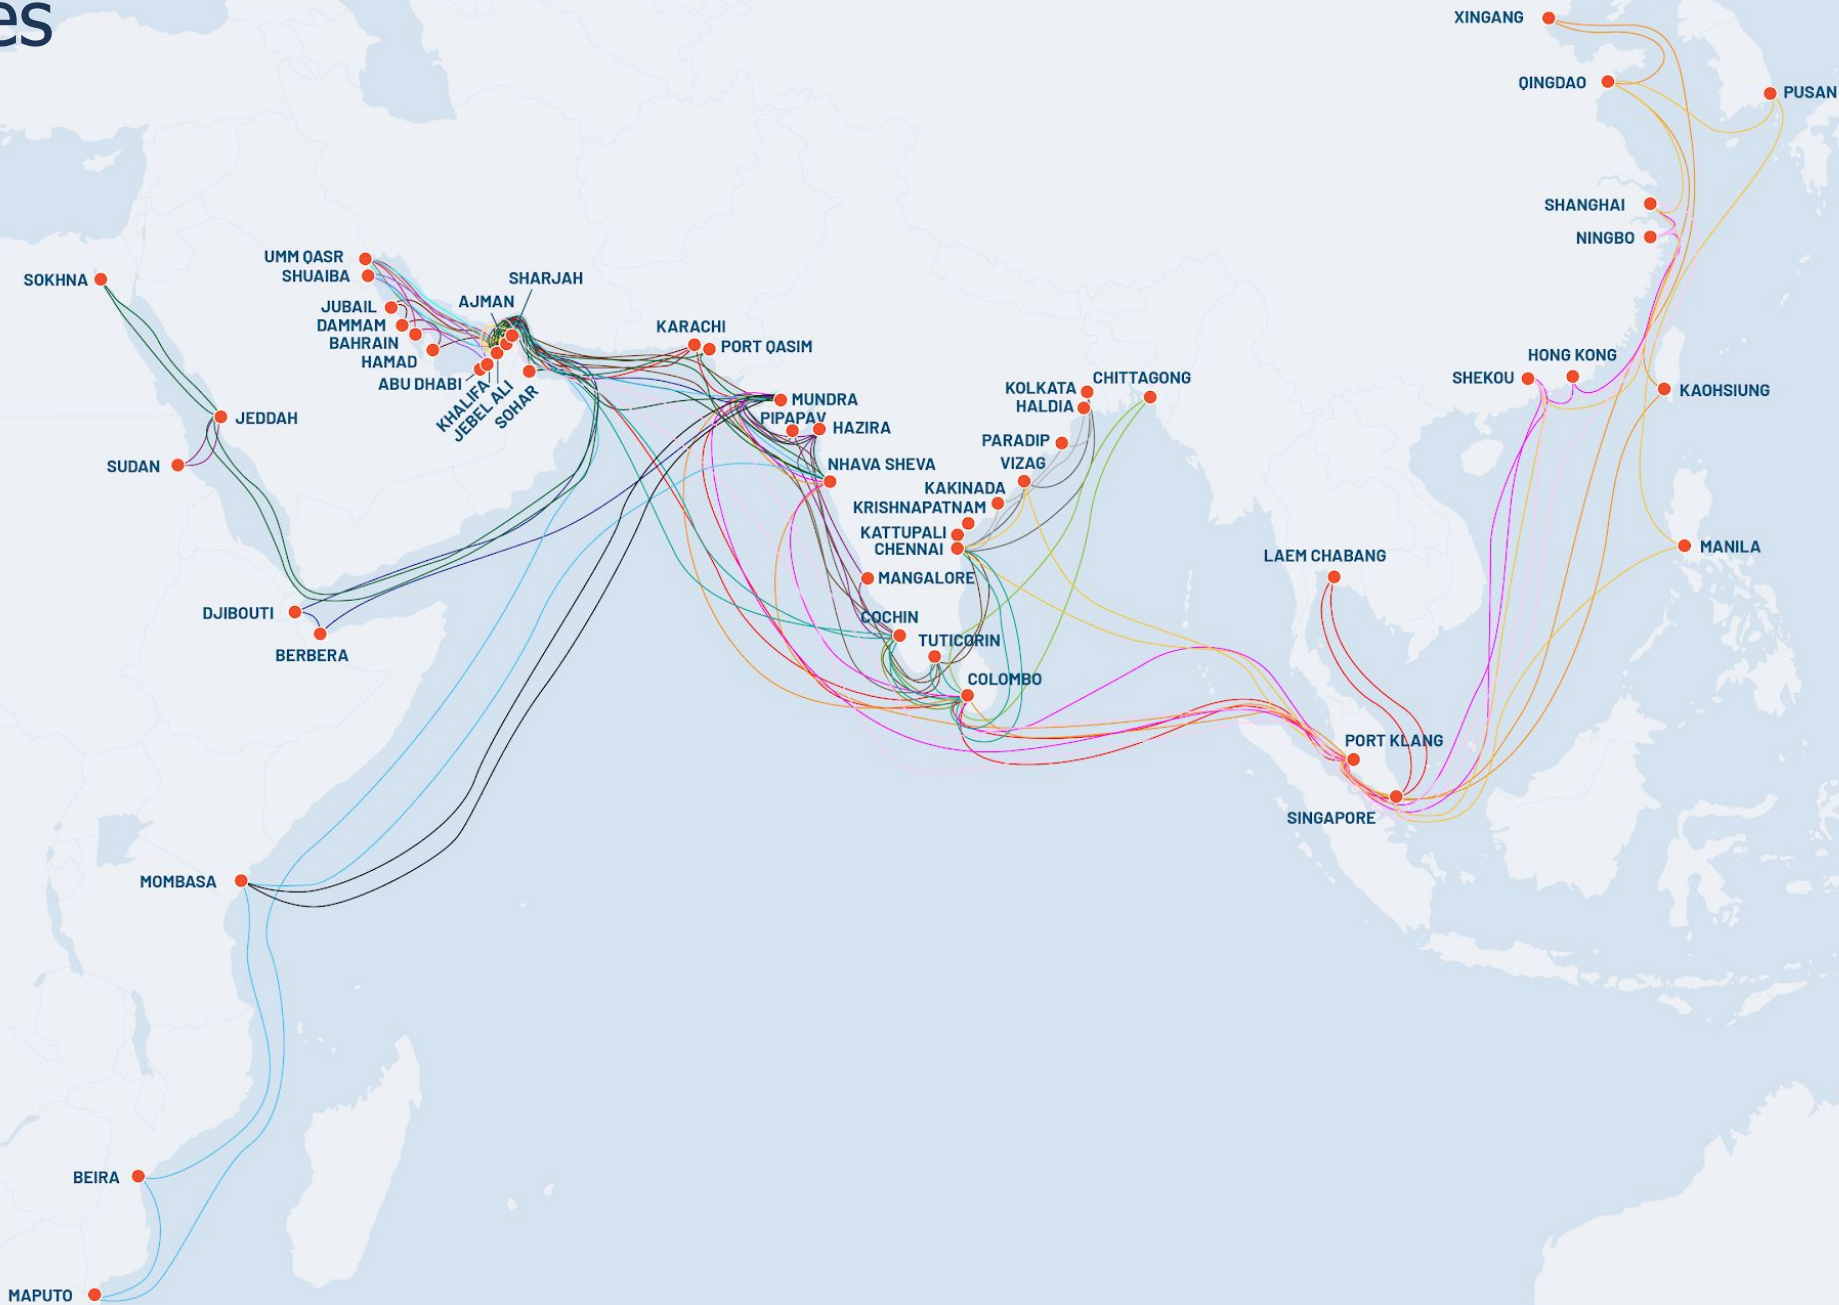 es
XINGANG
QINGDAO
PUSAN
SHANGHAI
NINGBO
UMM QASR
SHUAIBA
SOKHNA
SHARJAH
AJMAN
JUBAIL
DAMMAM
BAHRAIN
HAMAD
ABU DHABI
KHALIFA
JEBEL ALI
SOHAR
KARACHI
PORT QASIM
HONG KONG
SHEKOU
KAOHSIUNG
KOLKATA
CHITTAGONG
HALDIA
MUNDRA
PIPAPAV
HAZIRA
JEDDAH
SUDAN
PARADIP
VIZAG
NHAVA SHEVA
KAKINADA
KRISHNAPATNAM
KATTUPALI
CHENNAI
MANILA
LAEM CHABANG
MANGALORE
DJIBOUTI
COCHIN
TUTICORIN
BERBERA
COLOMBO
PORT KLANG
SINGAPORE
MOMBASA
BEIRA
MAPUTO